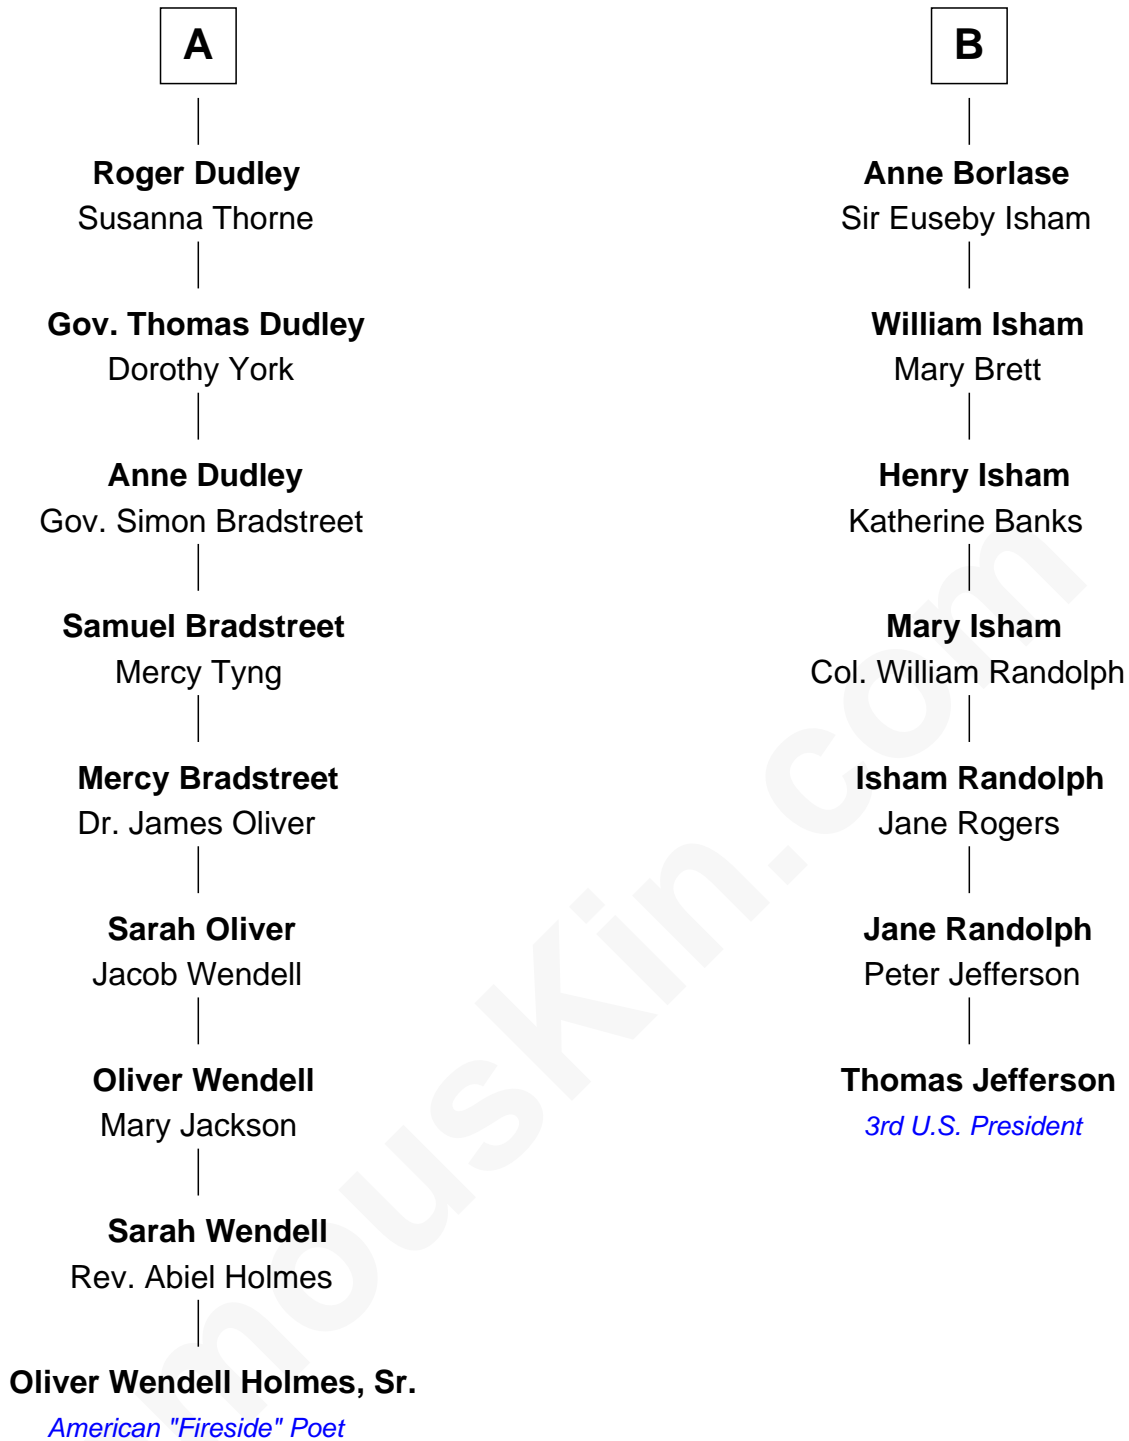 A
Roger Dudley
Susanna Thorne
Gov. Thomas Dudley
Dorothy York
Anne Dudley
Gov. Simon Bradstreet
Samuel Bradstreet
Mercy Tyng
Mercy Bradstreet
Dr. James Oliver
Sarah Oliver
Jacob Wendell
Oliver Wendell
Mary Jackson
Sarah Wendell
Rev. Abiel Holmes
Oliver Wendell Holmes, Sr.
American "Fireside" Poet
B
Anne Borlase
Sir Euseby Isham
William Isham
Mary Brett
Henry Isham
Katherine Banks
Mary Isham
Col. William Randolph
Isham Randolph
Jane Rogers
Jane Randolph
Peter Jefferson
Thomas Jefferson
3rd U.S. President
mouskin.com